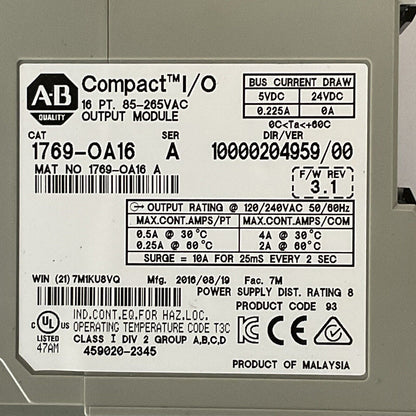 A-B
QUALITY
Compact™ I/O
16 PT. 85-265VAC
OUTPUT MODULE
BUS CURRENT DRAW
5VDC 24VDC
0.225A 0A
0C<Ta<+60C
CAT SER DIR/VER
1769-OA16 A 10000204959/00
MAT NO 1769-OA16 A
F/W REV
3.1
OUTPUT RATING @ 120/240VAC 50/60Hz
MAX.CONT.AMPS/PT MAX.CONT.AMPS/COM
0.5A @ 30°C 4A @ 30°C
0.25A @ 60°C 2A @ 60°C
SURGE = 10A FOR 25mS EVERY 2 SEC
WIN (21) 7M1KU8VQ Mfg. 2016/08/19 Fac. 7M
POWER SUPPLY DIST. RATING 8
PRODUCT CODE 93
C UL US
LISTED
47AM
IND.CONT.EQ.FOR HAZ.LOC.
OPERATING TEMPERATURE CODE T3C
CLASS I DIV 2 GROUP A,B,C,D
459020-2345
CE
PRODUCT OF MALAYSIA